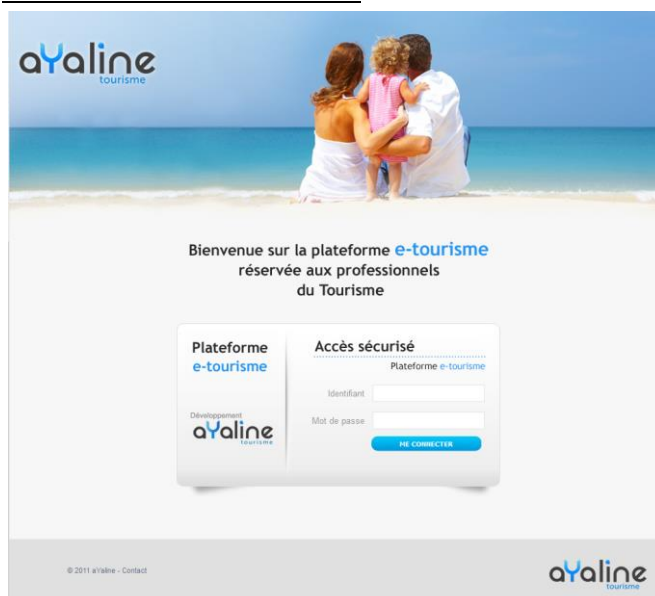 aYaline
tourisme
Bienvenue sur la plateforme e-tourisme
réservée aux professionnels
du Tourisme
Plateforme
e-tourisme
Développement
aYaline
tourisme
Accès sécurisé
Plateforme e-tourisme
Identifiant
Mot de passe
ME CONNECTER
© 2011 aYaline - Contact
aYaline
tourisme